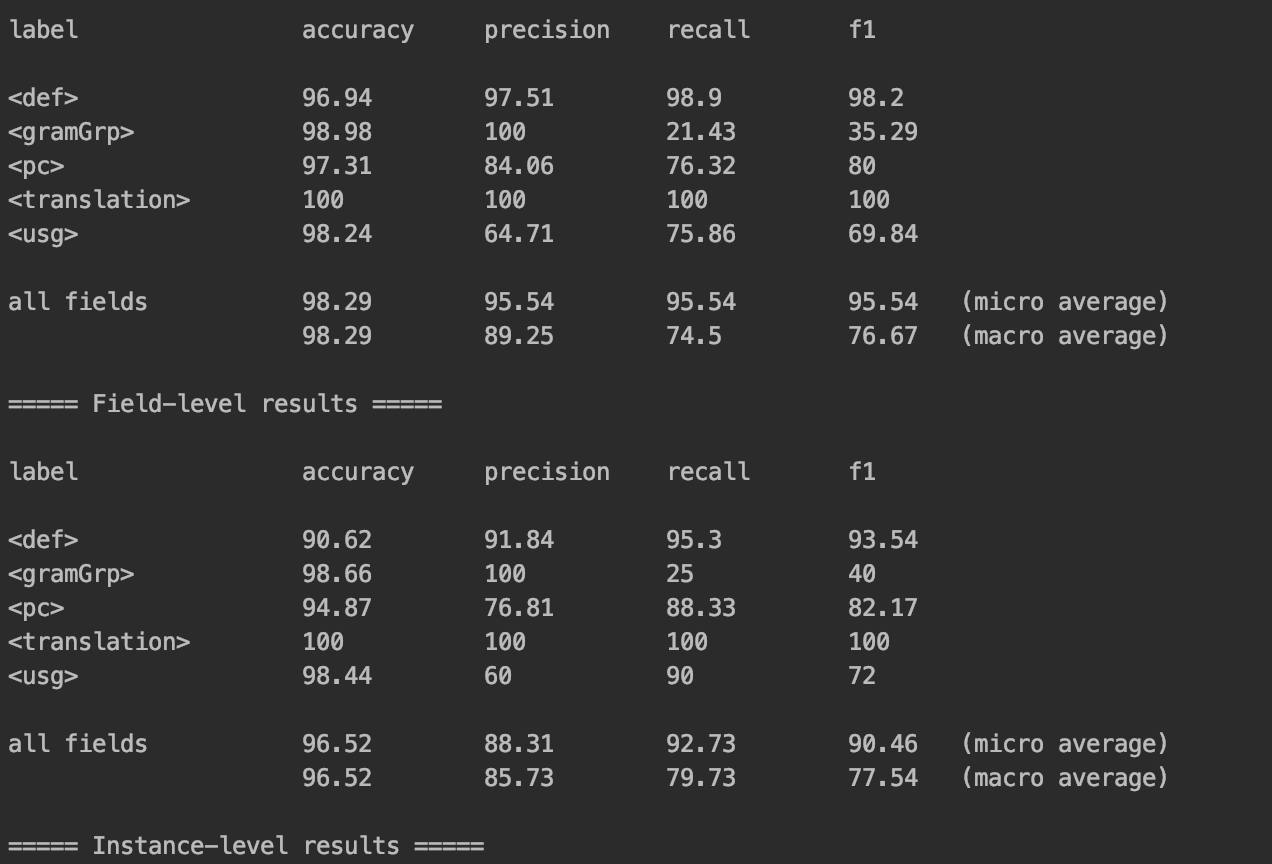 label accuracy precision recall f1
<def> 96.94 97.51 98.9 98.2
<gramGrp> 98.98 100 21.43 35.29
<pc> 97.31 84.06 76.32 80
<translation> 100 100 100 100
<usg> 98.24 64.71 75.86 69.84
all fields 98.29 95.54 95.54 95.54 (micro average)
98.29 89.25 74.5 76.67 (macro average)
===== Field-level results =====
label accuracy precision recall f1
<def> 90.62 91.84 95.3 93.54
<gramGrp> 98.66 100 25 40
<pc> 94.87 76.81 88.33 82.17
<translation> 100 100 100 100
<usg> 98.44 60 90 72
all fields 96.52 88.31 92.73 90.46 (micro average)
96.52 85.73 79.73 77.54 (macro average)
===== Instance-level results =====